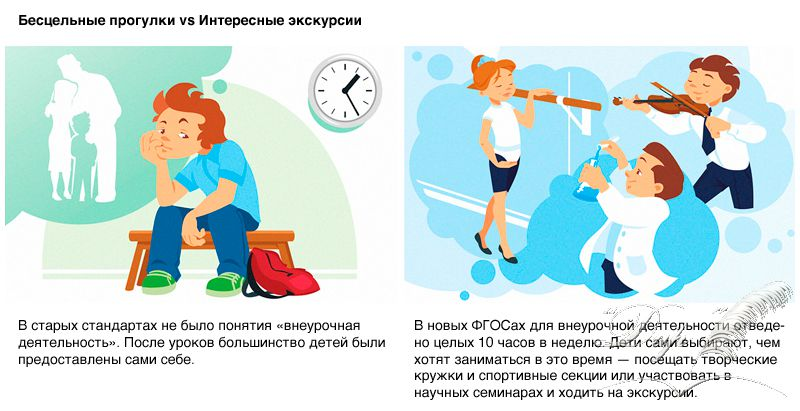 Бесцельные прогулки vs Интересные экскурсии
В старых стандартах не было понятия «внеурочная
деятельность». После уроков большинство детей были
предоставлены сами себе.
В новых ФГОСах для внеурочной деятельности отведе-
но целых 10 часов в неделю. Дети сами выбирают, чем
хотят заниматься в это время — посещать творческие
кружки и спортивные секции или участвовать в
научных семинарах и ходить на экскурсии.